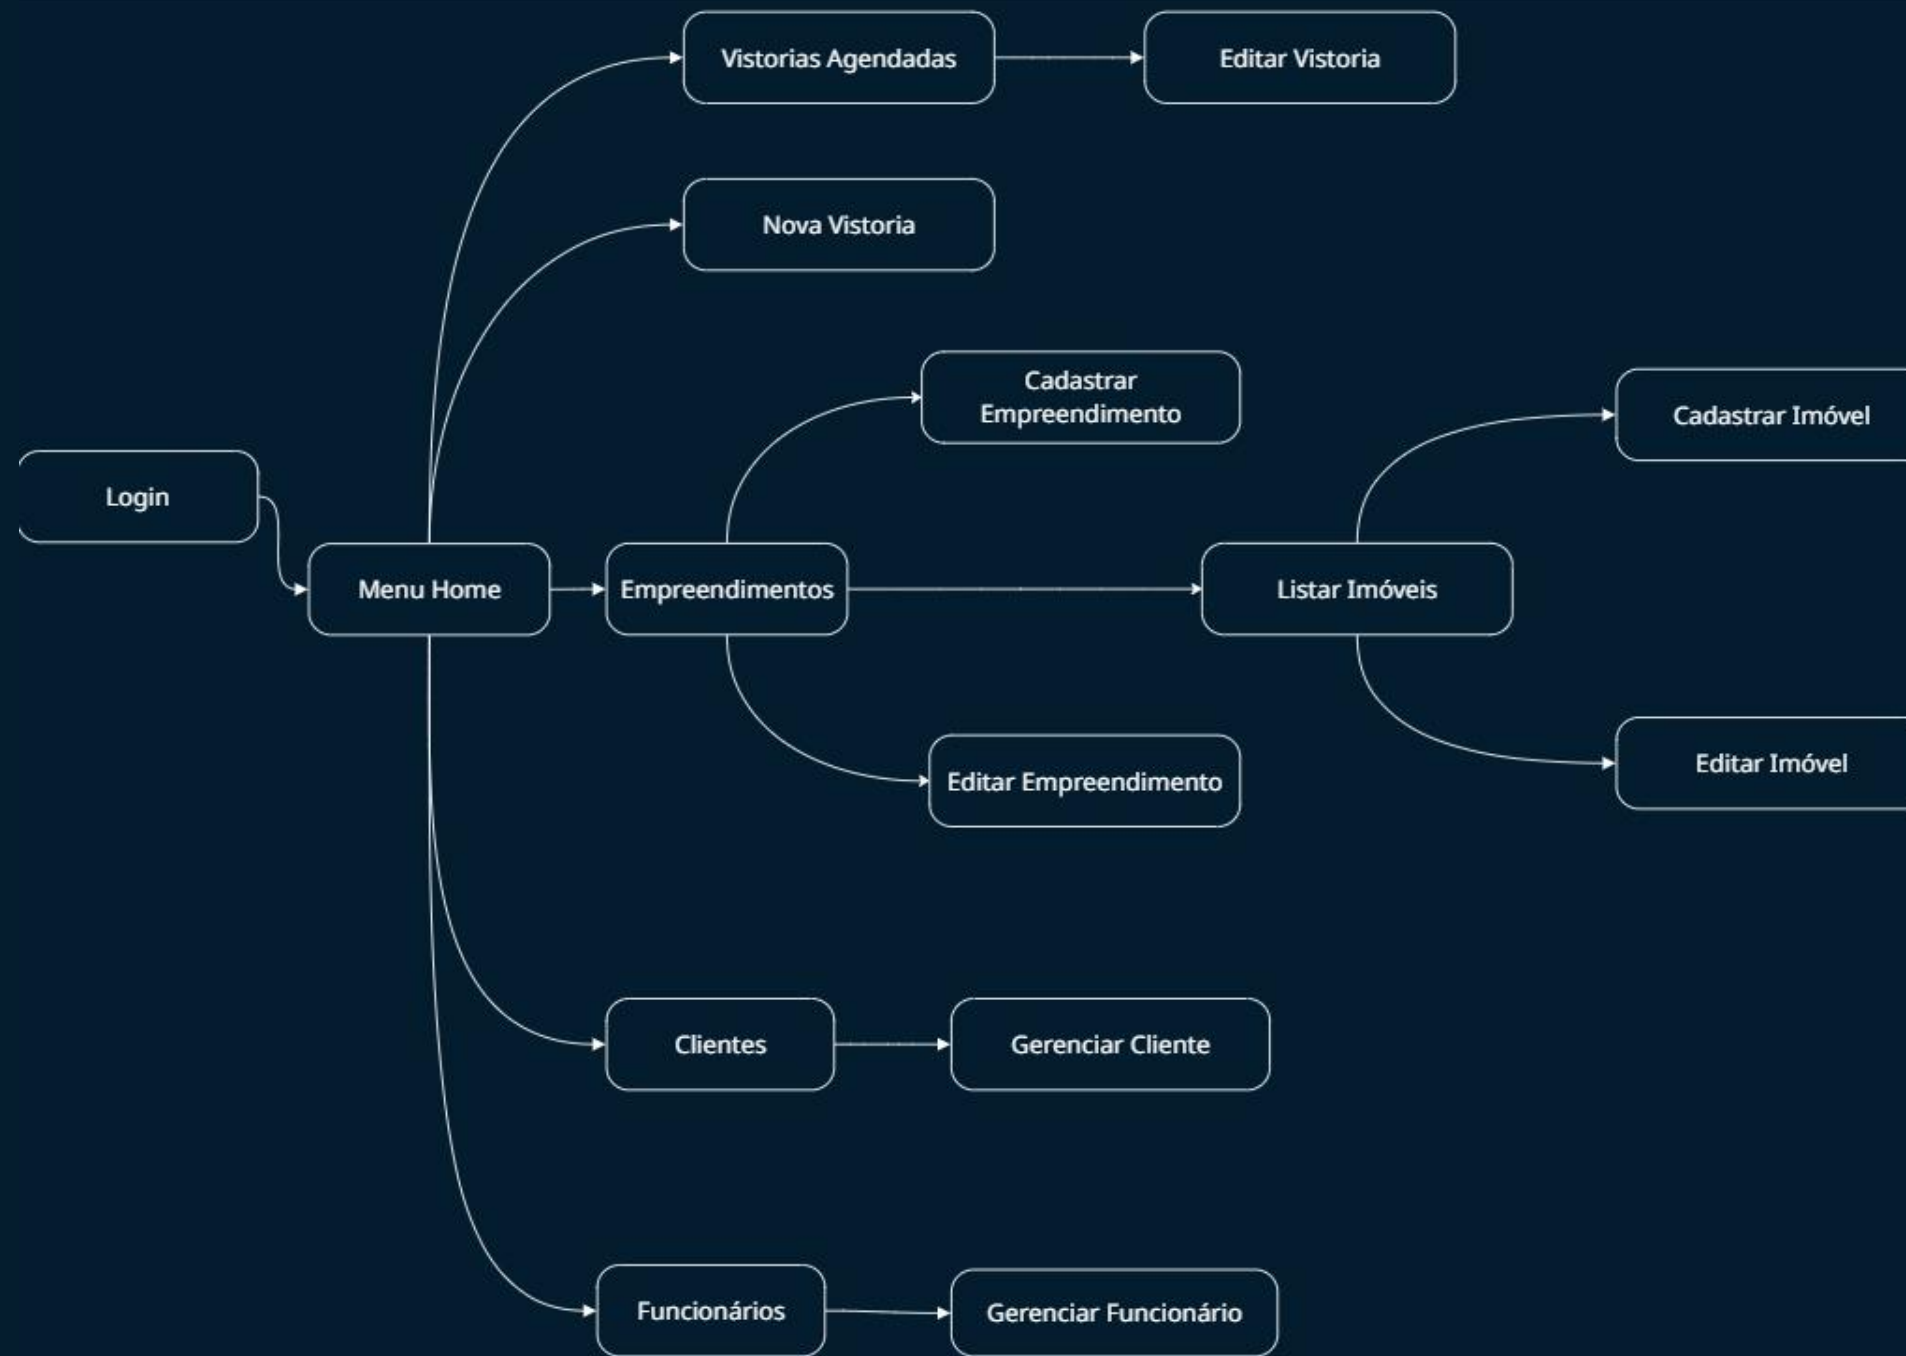 Vistorias Agendadas
Editar Vistoria
Nova Vistoria
Cadastrar
Empreendimento
Cadastrar Imóvel
Login
Menu Home
Empreendimentos
Listar Imóveis
Editar Imóvel
Editar Empreendimento
Clientes
Gerenciar Cliente
Funcionários
Gerenciar Funcionário